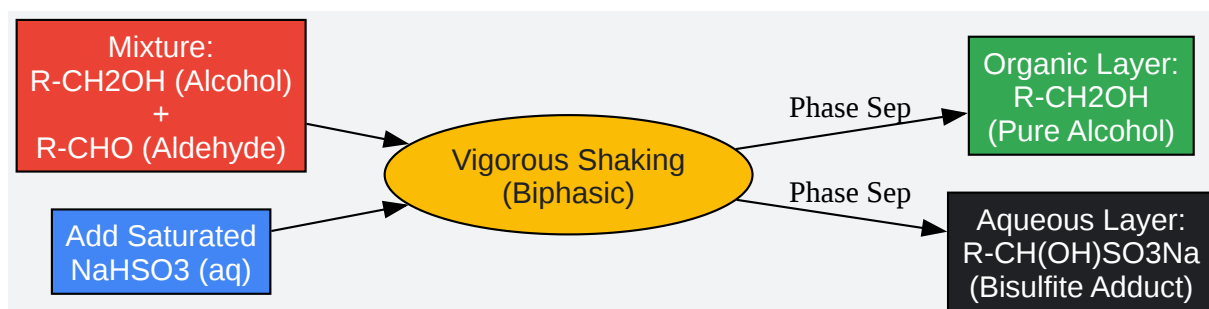 Mixture:
R-CH2OH (Alcohol)
+
R-CHO (Aldehyde)
Add Saturated
NaHSO3 (aq)
Vigorous Shaking
(Biphasic)
Phase Sep
Phase Sep
Organic Layer:
R-CH2OH
(Pure Alcohol)
Aqueous Layer:
R-CH(OH)SO3Na
(Bisulfite Adduct)